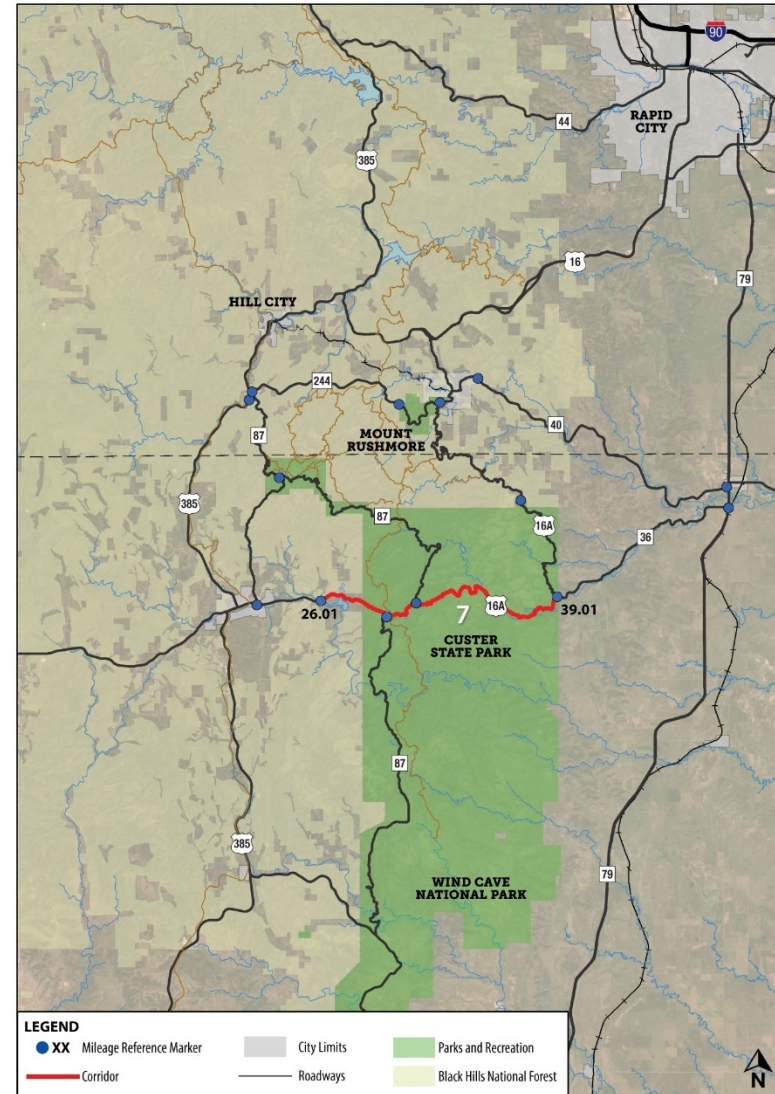 90
RAPID
CITY
44
385
16
79
HILL CITY
244
40
87
MOUNT
RUSHMORE
385
87
16A
36
26.01
7
16A
39.01
CUSTER
STATE PARK
87
385
WIND CAVE
NATIONAL PARK
79
LEGEND
XX Mileage Reference Marker
City Limits
Parks and Recreation
Corridor
Roadways
Black Hills National Forest
N